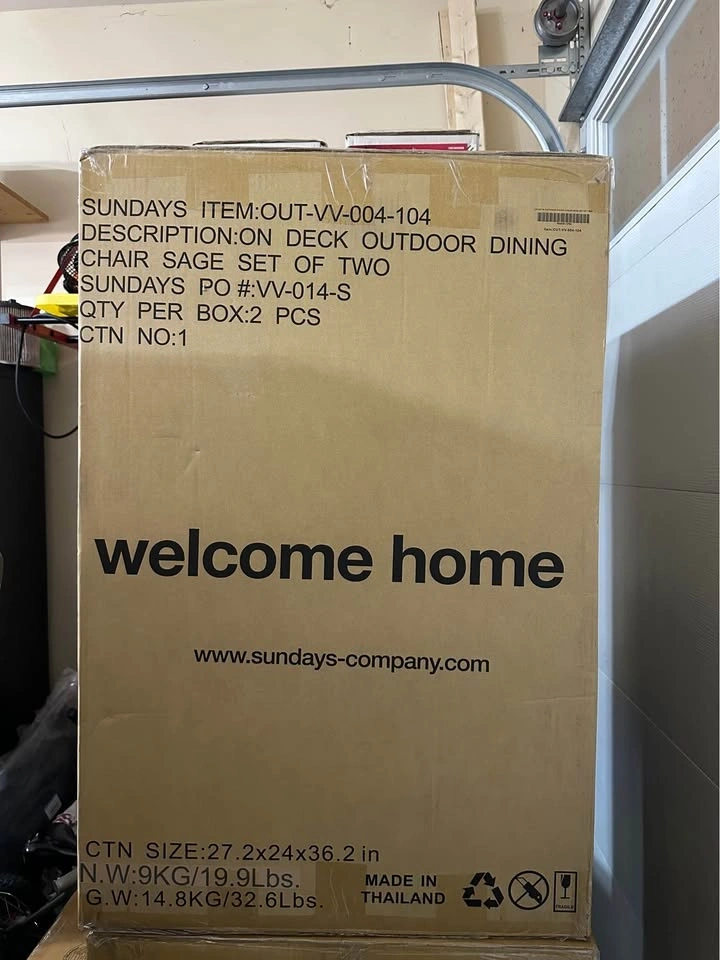 SUNDAYS ITEM:OUT-VV-004-104
DESCRIPTION:ON DECK OUTDOOR DINING
CHAIR SAGE SET OF TWO
SUNDAYS PO #:VV-014-S
QTY PER BOX:2 PCS
CTN NO:1
welcome home
www.sundays-company.com
CTN SIZE:27.2x24x36.2 in
N.W:9KG/19.9Lbs.
G.W:14.8KG/32.6Lbs.
MADE IN
THAILAND
FRAGILE